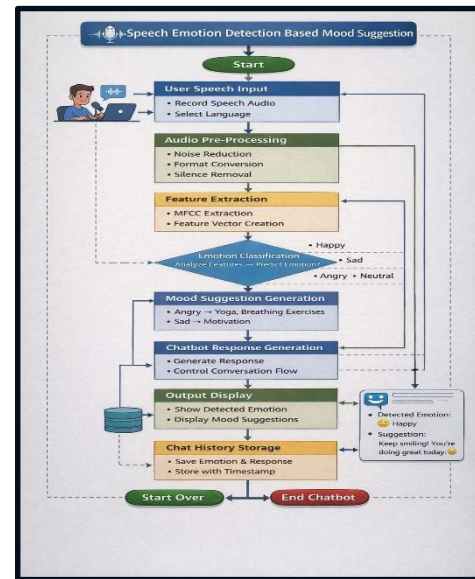 Speech Emotion Detection Based Mood Suggestion
Start
User Speech Input
• Record Speech Audio
• Select Language
Audio Pre-Processing
• Noise Reduction
• Format Conversion
• Silence Removal
Feature Extraction
• MFCC Extraction
• Feature Vector Creation
Emotion Classification
Analyze Features → Predict Emotion?
• Happy
• Sad
• Angry • Neutral
Mood Suggestion Generation
• Angry → Yoga, Breathing Exercises
• Sad → Motivation
Chatbot Response Generation
• Generate Response
• Control Conversation Flow
Output Display
• Show Detected Emotion
• Display Mood Suggestions
• Detected Emotion:
😊 Happy
• Suggestion:
Keep smiling! You're
doing great today! 😊
Chat History Storage
• Save Emotion & Response
• Store with Timestamp
Start Over
End Chatbot